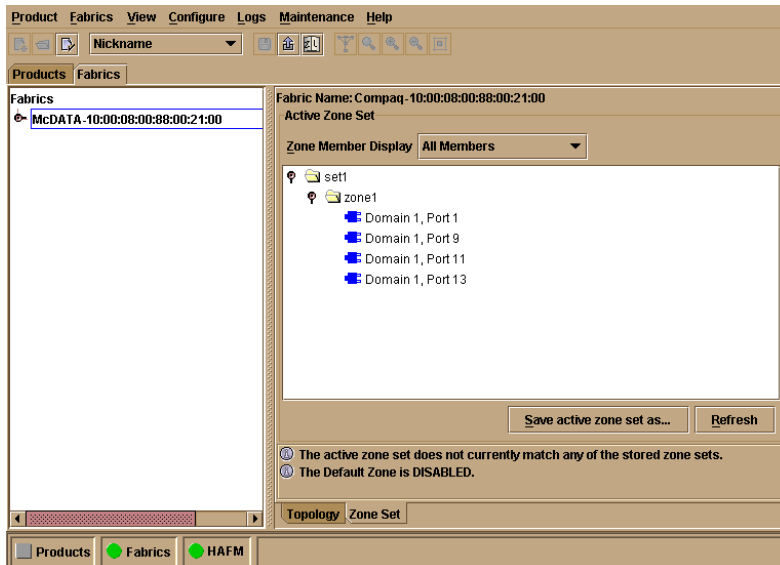 Product Fabrics View Configure Logs Maintenance Help
Nickname
Products Fabrics
Fabrics
McDATA-10:00:08:00:88:00:21:00
Fabric Name: Compaq-10:00:08:00:88:00:21:00
Active Zone Set
Zone Member Display All Members
set1
zone1
Domain 1, Port 1
Domain 1, Port 9
Domain 1, Port 11
Domain 1, Port 13
Save active zone set as... Refresh
The active zone set does not currently match any of the stored zone sets.
The Default Zone is DISABLED.
Topology Zone Set
Products Fabrics HAFM